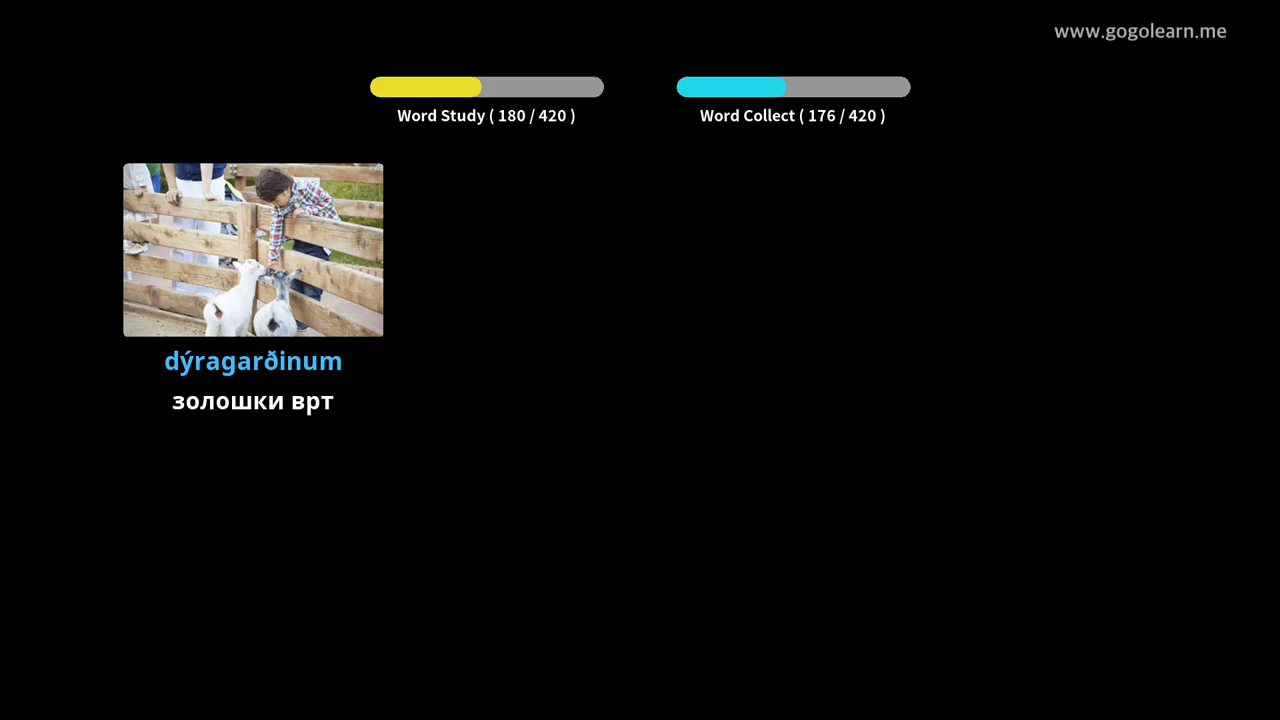 www.gogolearn.me
Word Study ( 180 / 420 )
Word Collect ( 176 / 420 )
dýragarðinum
золошки врт